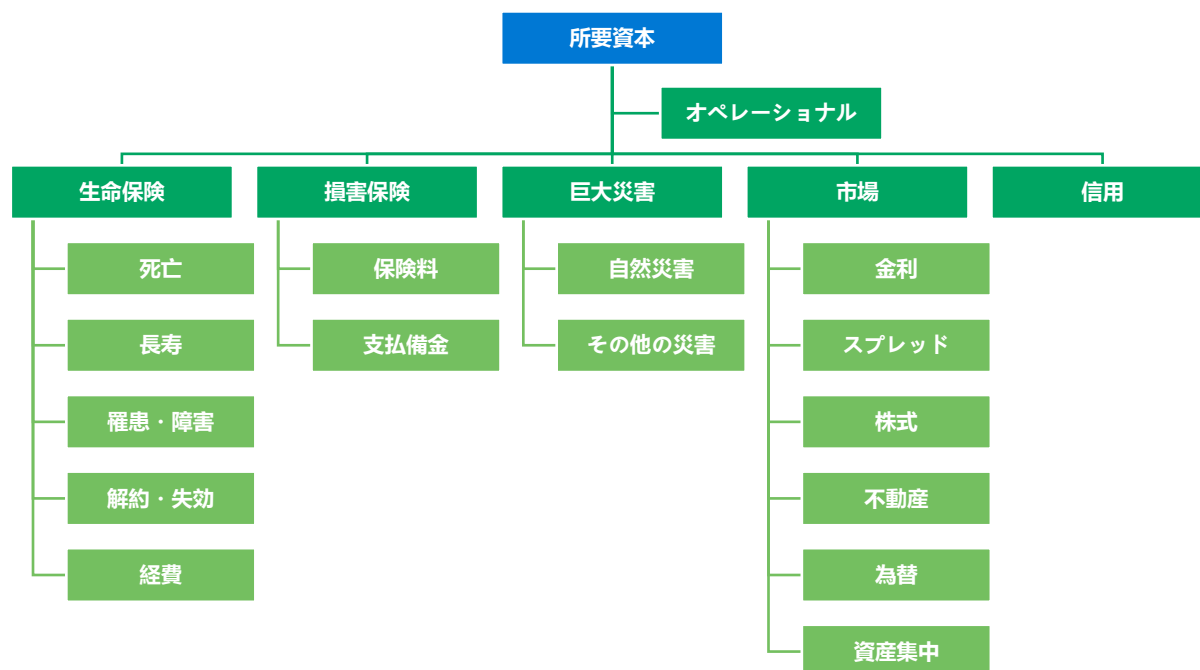 所要資本
オペレーショナル
生命保険
損害保険
巨大災害
市場
信用
死亡
保険料
自然災害
金利
長寿
支払備金
その他の災害
スプレッド
罹患・障害
株式
解約・失効
不動産
経費
為替
資産集中